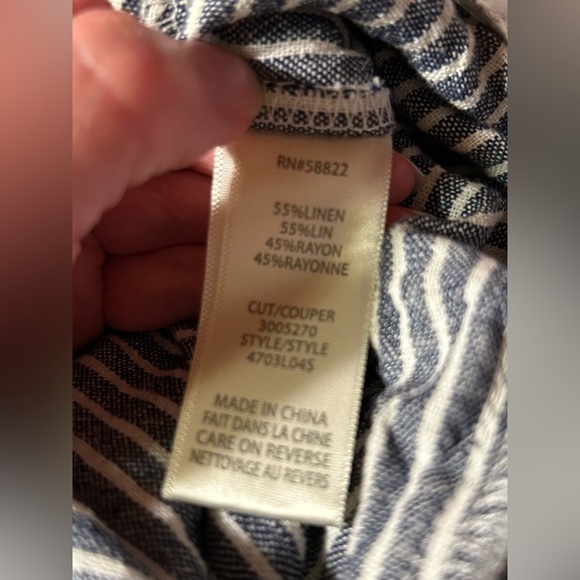 RN#58822
55%LINEN
55%LIN
45%RAYON
45%RAYONNE
CUT/COUPER
3005270
STYLE/STYLE
4703L04S
MADE IN CHINA
FAIT DANS LA CHINE
CARE ON REVERSE
NETTOYAGE AU REVERS